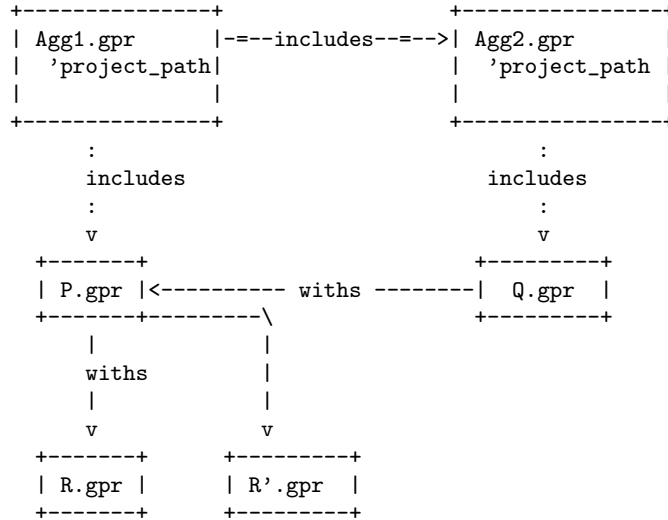 +---------------+                +----------------+
| Agg1.gpr      |-=--includes--=-->| Agg2.gpr       |
|  'project_path|                |  'project_path |
|               |                |                |
+---------------+                +----------------+
      :                                :
      includes                     includes
      :                                :
      v                                v
  +-------+                        +---------+
  | P.gpr |<---------- withs --------|  Q.gpr  |
  +-------+---------\              +---------+
      |             |
      withs         |
      |             |
      v             v
  +-------+     +---------+
  | R.gpr |     | R'.gpr  |
  +-------+     +---------+